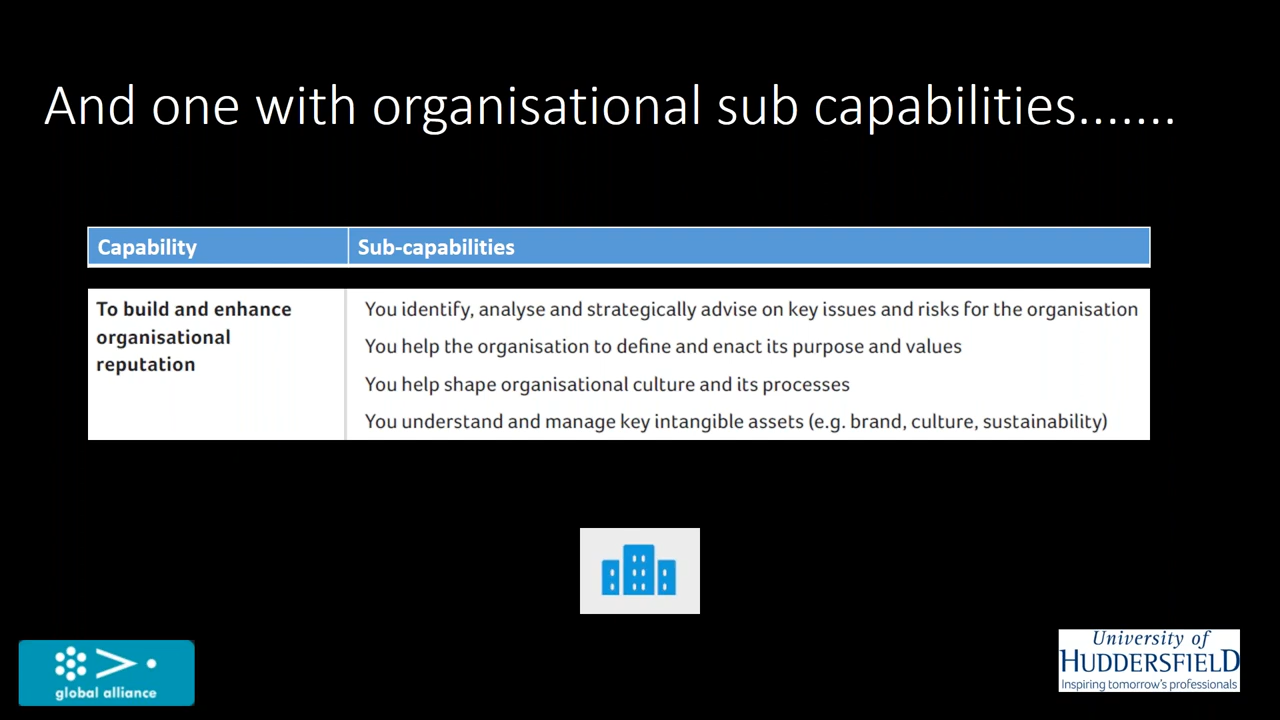 And one with organisational sub capabilities.......
Capability
Sub-capabilities
To build and enhance
organisational
reputation
You identify, analyse and strategically advise on key issues and risks for the organisation
You help the organisation to define and enact its purpose and values
You help shape organisational culture and its processes
You understand and manage key intangible assets (e.g. brand, culture, sustainability)
global alliance
University of
HUDDERSFIELD
Inspiring tomorrow's professionals